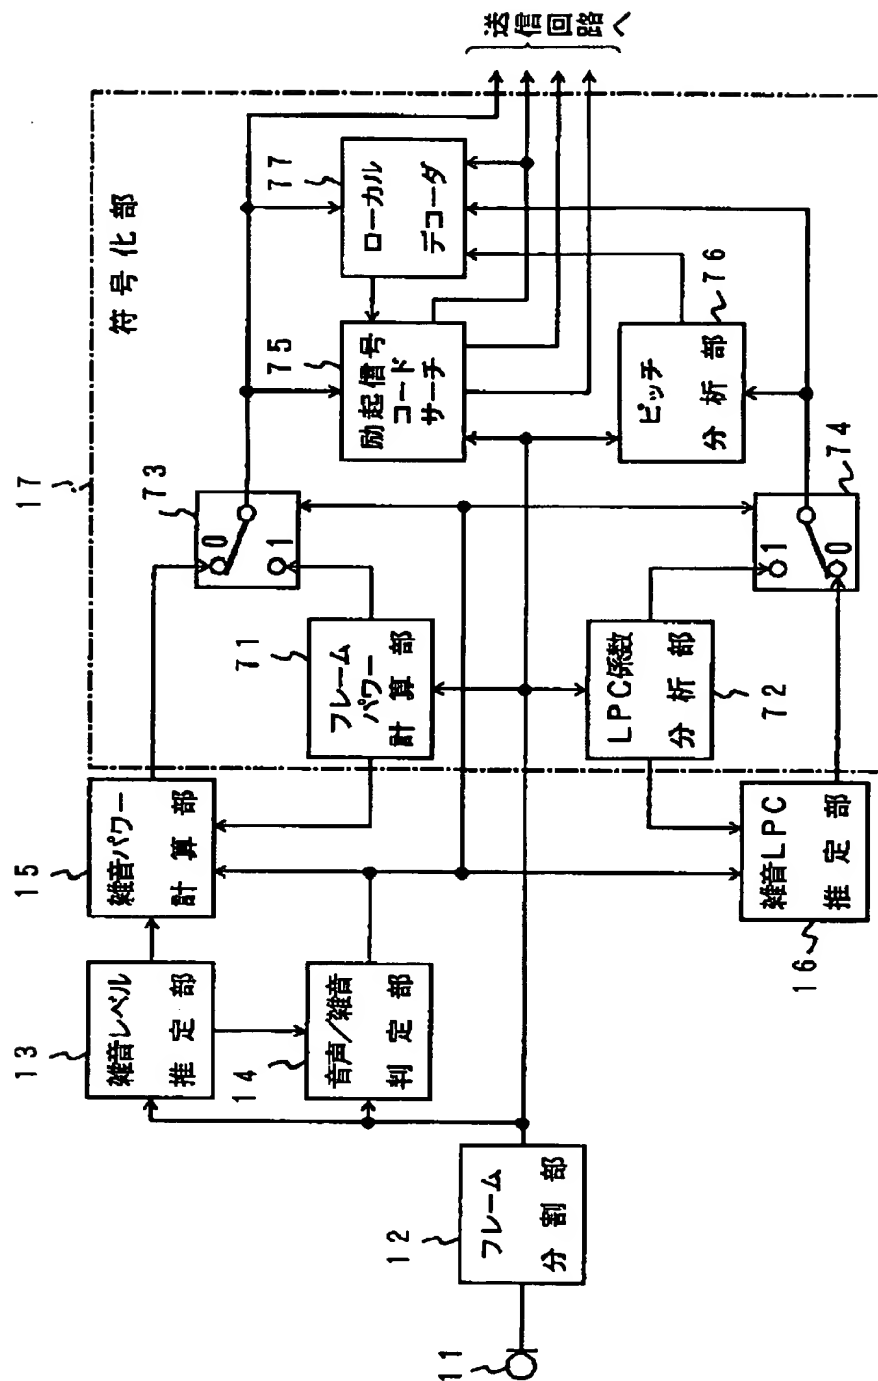 11
12
フレーム
分割部
13
雑音レベル
推定部
14
音声／雑音
判定部
15
雑音パワー
計算部
16
雑音LPC
推定部
17
符号化部
71
フレーム
パワー
計算部
72
LPC係数
分析部
73
0
1
74
1
0
75
励起信号
コード
サーチ
76
ピッチ
分析部
77
ローカル
デコーダ
送信回路へ